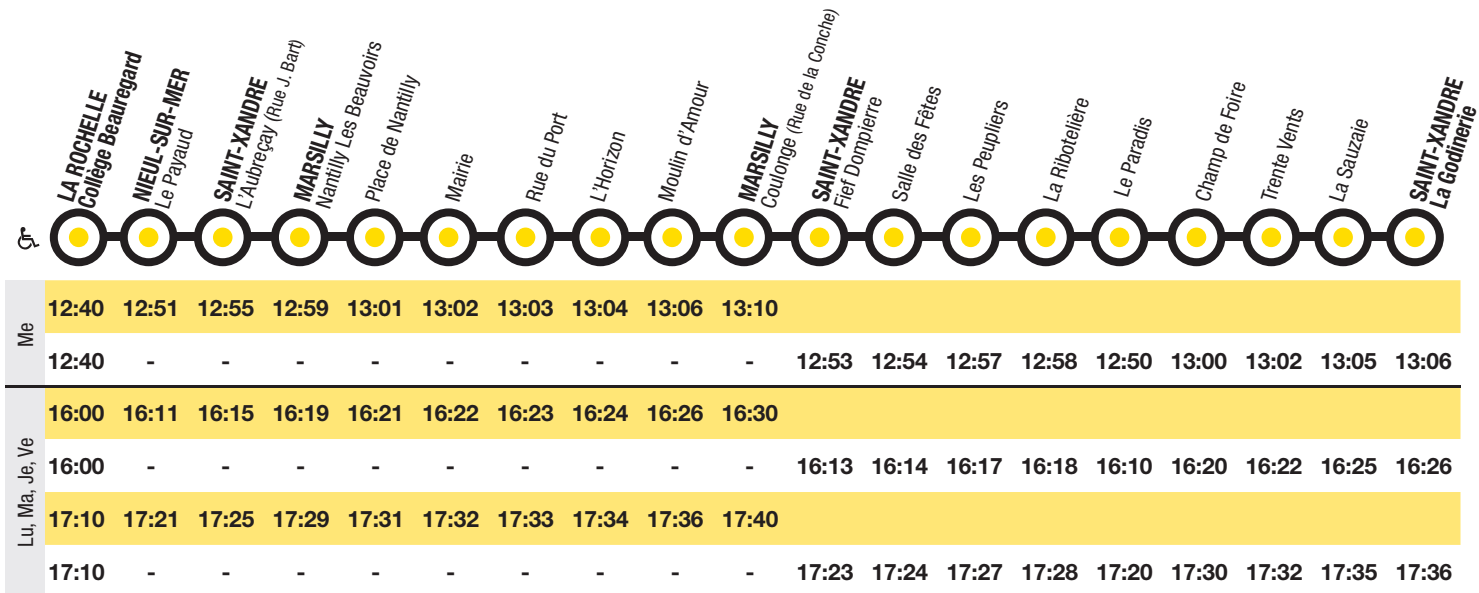 LA ROCHELLE
Collège Beauregard
NIEUL-SUR-MER
Le Payaud
SAINT-XANDRE
L'Aubreçay (Rue J. Bart)
MARSILLY
Nantilly Les Beauvoirs
Place de Nantilly
Mairie
Rue du Port
L'Horizon
Moulin d'Amour
MARSILLY
Coulonge (Rue de la Conche)
SAINT-XANDRE
Fief Dompierre
Salle des Fêtes
Les Peupliers
La Ribotelière
Le Paradis
Champ de Foire
Trente Vents
La Sauzaie
SAINT-XANDRE
La Godinerie
Me
12:40 12:51 12:55 12:59 13:01 13:02 13:03 13:04 13:06 13:10
12:40 - - - - - - - - - 12:53 12:54 12:57 12:58 12:50 13:00 13:02 13:05 13:06
Lu, Ma, Je, Ve
16:00 16:11 16:15 16:19 16:21 16:22 16:23 16:24 16:26 16:30
16:00 - - - - - - - - - 16:13 16:14 16:17 16:18 16:10 16:20 16:22 16:25 16:26
17:10 17:21 17:25 17:29 17:31 17:32 17:33 17:34 17:36 17:40
17:10 - - - - - - - - - 17:23 17:24 17:27 17:28 17:20 17:30 17:32 17:35 17:36